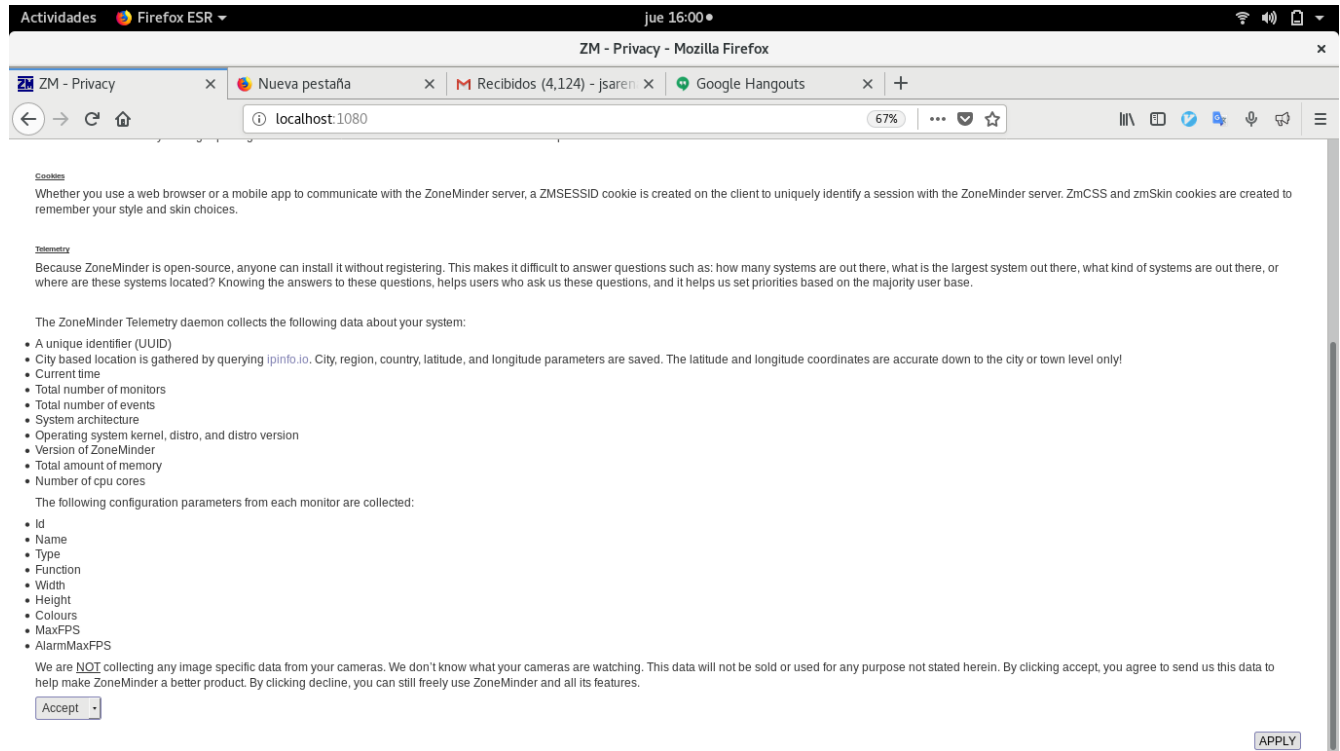 Actividades Firefox ESR jue 16:00
ZM - Privacy - Mozilla Firefox
ZM - Privacy Nueva pestaña Recibidos (4,124) - jsaren Google Hangouts
localhost:1080 67%
Cookies
Whether you use a web browser or a mobile app to communicate with the ZoneMinder server, a ZMSESSID cookie is created on the client to uniquely identify a session with the ZoneMinder server. ZmCSS and zmSkin cookies are created to
remember your style and skin choices.
Telemetry
Because ZoneMinder is open-source, anyone can install it without registering. This makes it difficult to answer questions such as: how many systems are out there, what is the largest system out there, what kind of systems are out there, or
where are these systems located? Knowing the answers to these questions, helps users who ask us these questions, and it helps us set priorities based on the majority user base.
The ZoneMinder Telemetry daemon collects the following data about your system:
• A unique identifier (UUID)
• City based location is gathered by querying ipinfo.io. City, region, country, latitude, and longitude parameters are saved. The latitude and longitude coordinates are accurate down to the city or town level only!
• Current time
• Total number of monitors
• Total number of events
• System architecture
• Operating system kernel, distro, and distro version
• Version of ZoneMinder
• Total amount of memory
• Number of cpu cores
The following configuration parameters from each monitor are collected:
• Id
• Name
• Type
• Function
• Width
• Height
• Colours
• MaxFPS
• AlarmMaxFPS
We are NOT collecting any image specific data from your cameras. We don't know what your cameras are watching. This data will not be sold or used for any purpose not stated herein. By clicking accept, you agree to send us this data to
help make ZoneMinder a better product. By clicking decline, you can still freely use ZoneMinder and all its features.
Accept
APPLY